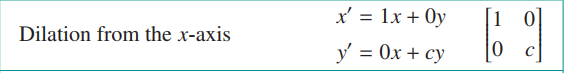 Dilation from the x-axis
x′ = 1x + 0y
y′ = 0x + cy
[1 0]
[0 c]